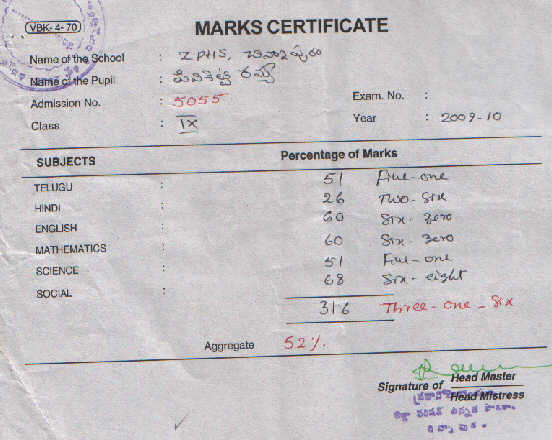 VBK-4-70
MARKS CERTIFICATE
Name of the School : ZPHS,
Name of the Pupil :
Admission No. : 5055 Exam. No. :
Class : IX Year : 2009-10
SUBJECTS Percentage of Marks
TELUGU : 51 Five-one
HINDI : 26 Two-Six
ENGLISH : 60 Six-Zero
MATHEMATICS : 60 Six-Zero
SCIENCE : 51 Five-one
SOCIAL : 68 Six-eight
316 Three-one-Six
Aggregate 52%.
Signature of Head Master
Head Mistress